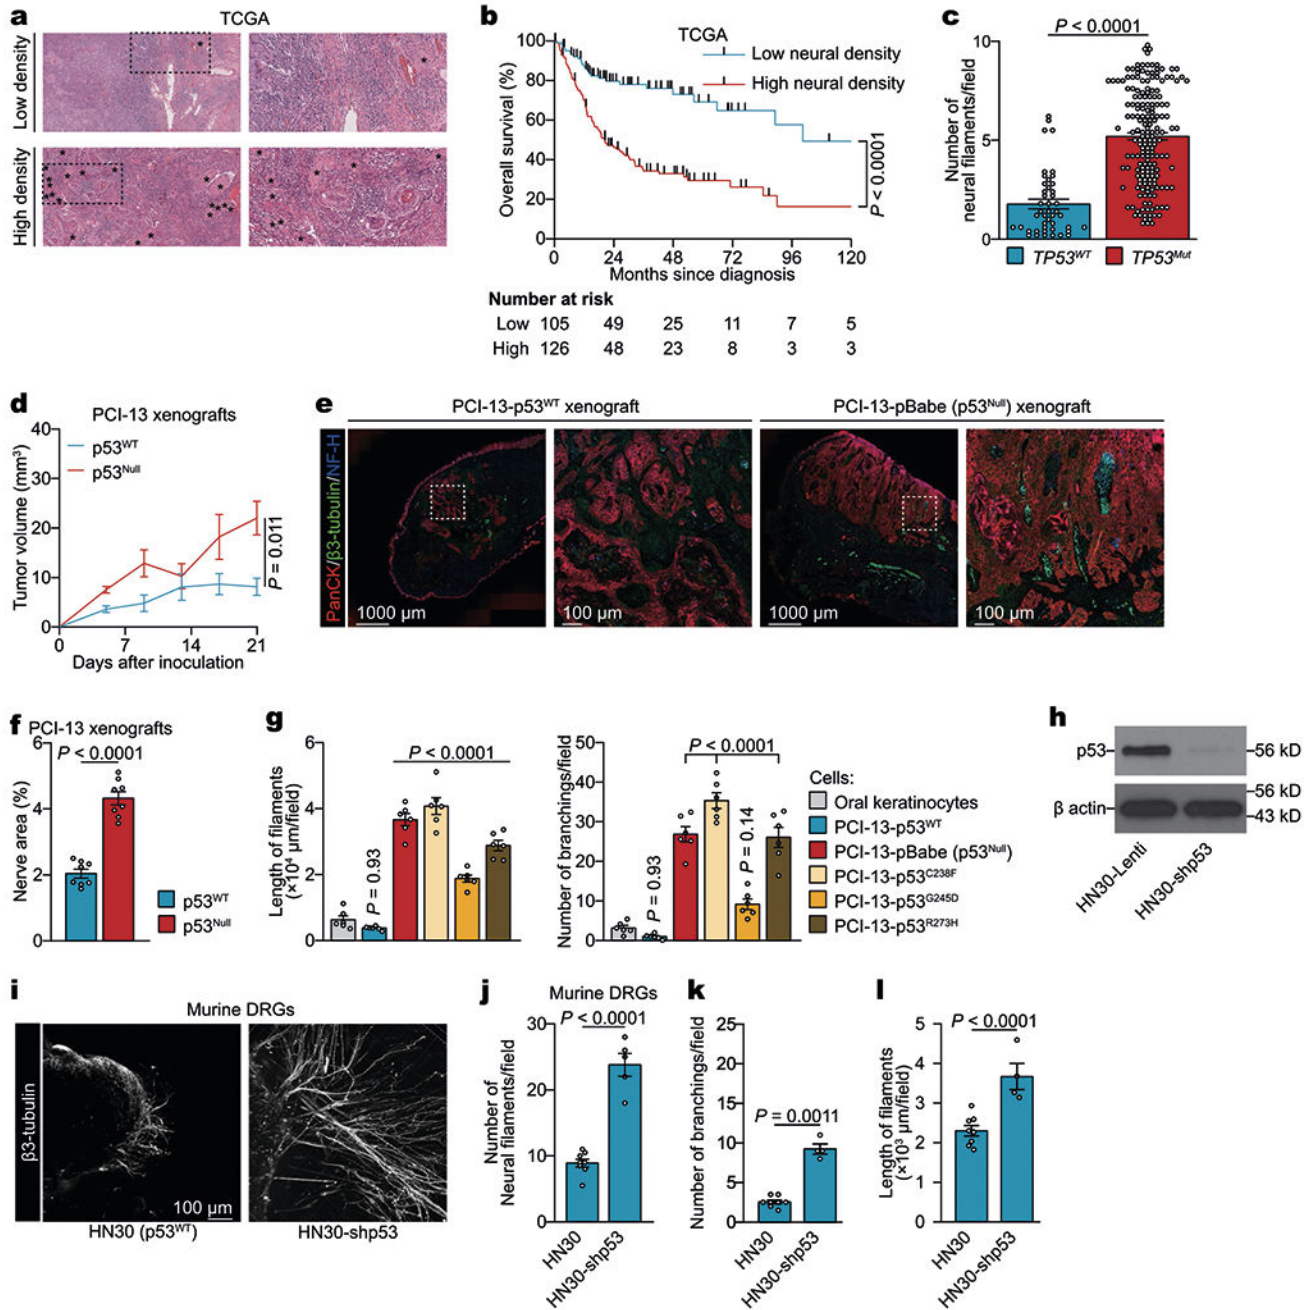 a
TCGA
Low density
High density
b
TCGA
Low neural density
High neural density
Overall survival (%)
100
80
60
40
20
0
0 24 48 72 96 120
Months since diagnosis
P < 0.0001
Number at risk
Low 105 49 25 11 7 5
High 126 48 23 8 3 3
c
P < 0.0001
Number of
neural filaments/field
10
5
0
TP53WT TP53Mut
d
PCI-13 xenografts
p53WT
p53Null
Tumor volume (mm³)
40
30
20
10
0
0 7 14 21
Days after inoculation
P = 0.011
e
PCI-13-p53WT xenograft
PCI-13-pBabe (p53Null) xenograft
PanCK/β3-tubulin/NF-H
1000 µm
100 µm
1000 µm
100 µm
f
PCI-13 xenografts
P < 0.0001
Nerve area (%)
6
4
2
0
p53WT
p53Null
g
Length of filaments
(×10⁴ µm/field)
6
4
2
0
P = 0.93
P < 0.0001
Number of branchings/field
50
40
30
20
10
0
P = 0.93
P < 0.0001
P = 0.14
Cells:
Oral keratinocytes
PCI-13-p53WT
PCI-13-pBabe (p53Null)
PCI-13-p53C238F
PCI-13-p53G245D
PCI-13-p53R273H
h
p53
56 kD
β actin
56 kD
43 kD
HN30-Lenti
HN30-shp53
i
Murine DRGs
β3-tubulin
100 µm
HN30 (p53WT)
HN30-shp53
j
Murine DRGs
P < 0.0001
Number of
Neural filaments/field
30
20
10
0
HN30
HN30-shp53
k
Number of branchings/field
25
20
15
10
5
0
P = 0.0011
HN30
HN30-shp53
l
Length of filaments
(×10³ µm/field)
5
4
3
2
1
0
P < 0.0001
HN30
HN30-shp53